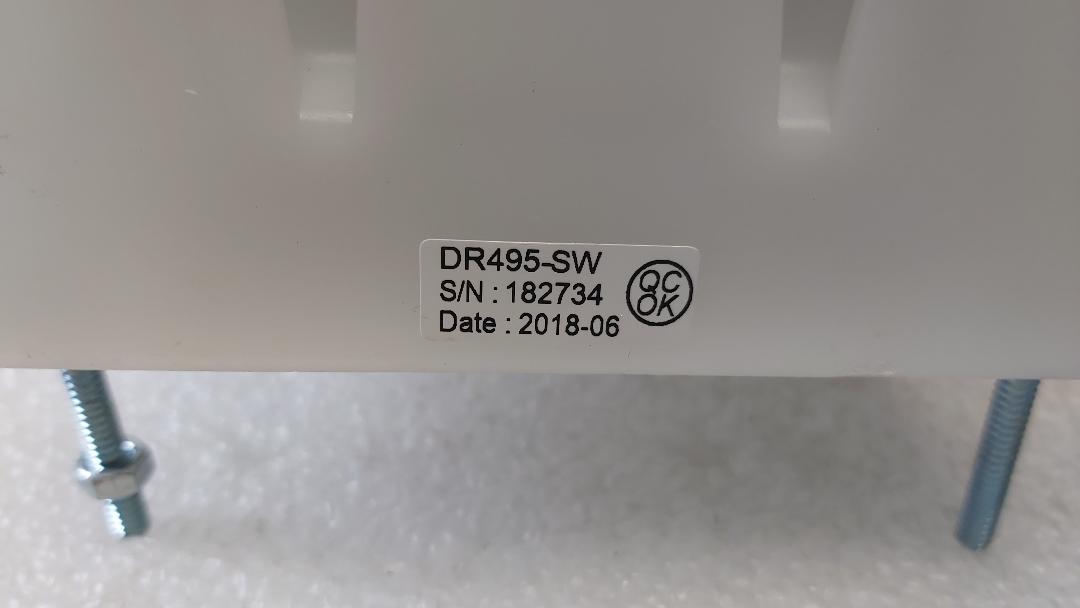 DR495-SW
S/N : 182734
Date : 2018-06
QC
OK